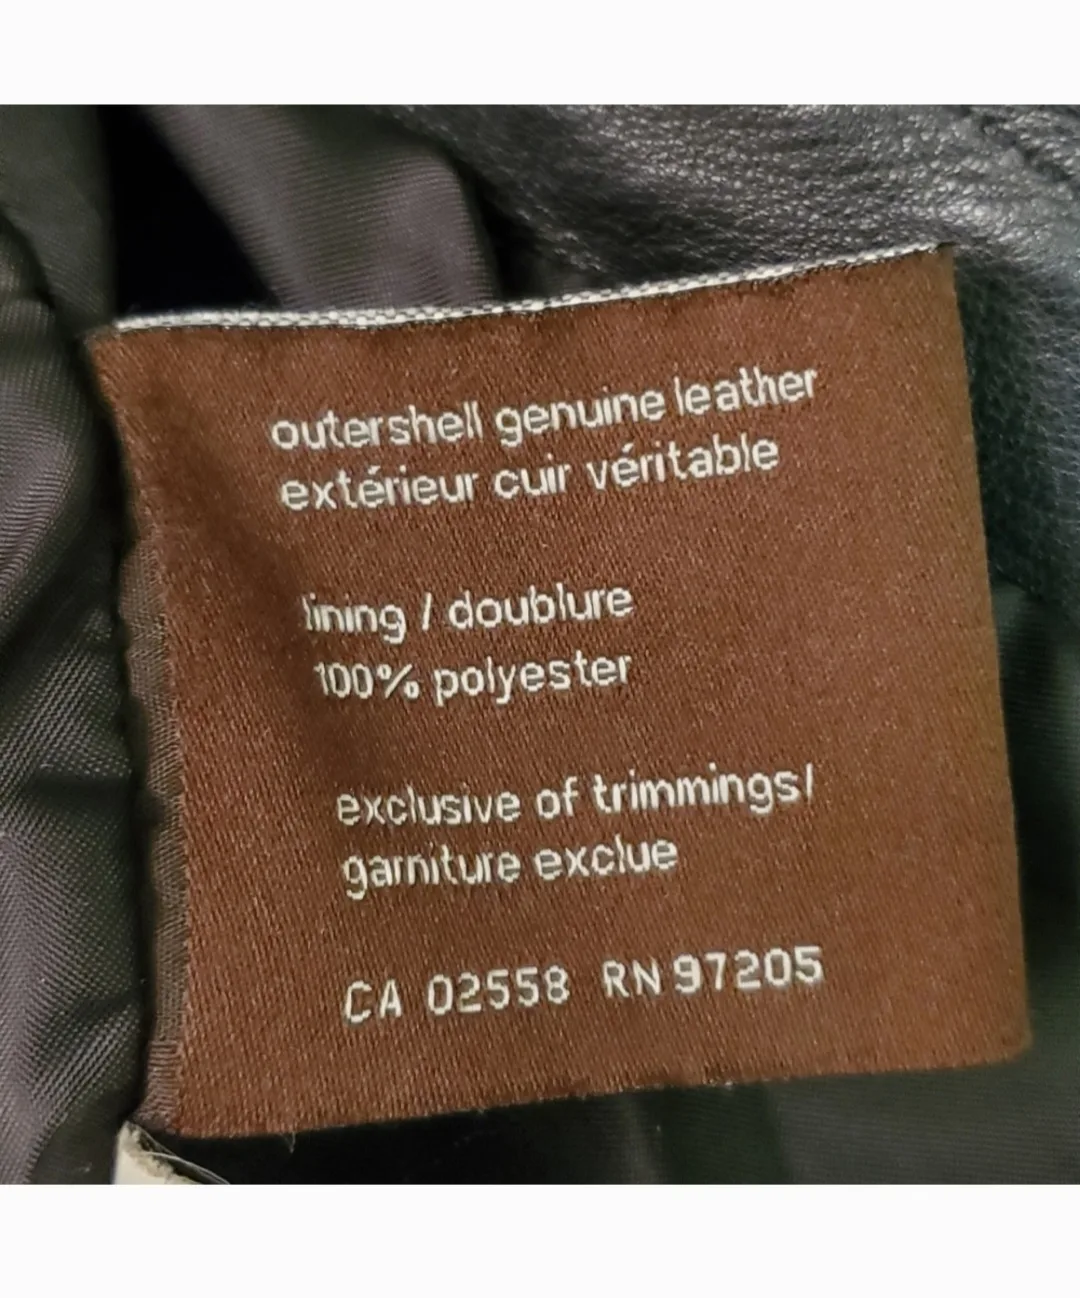 outershell genuine leather
extérieur cuir véritable
lining / doublure
100% polyester
exclusive of trimmings/
garniture exclue
CA 02558 RN 97205